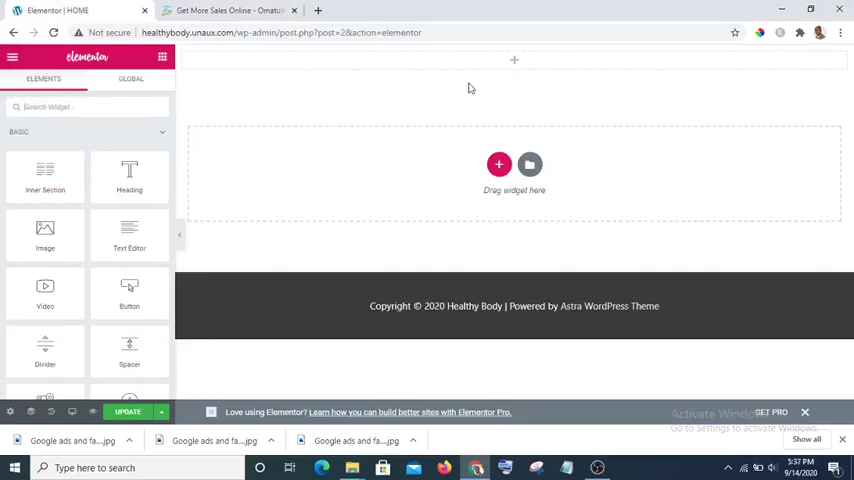 Elementor | HOME
Get More Sales Online - Omatul
Not secure | healthybody.unaux.com/wp-admin/post.php?post=2&action=elementor
elementor
ELEMENTS
GLOBAL
Search Widget...
BASIC
Inner Section
Heading
Image
Text Editor
Video
Button
Divider
Spacer
Drag widget here
Copyright © 2020 Healthy Body | Powered by Astra WordPress Theme
UPDATE
Love using Elementor? Learn how you can build better sites with Elementor Pro.
GET PRO
Activate Windows
Go to Settings to activate Windows.
Google ads and fa....jpg
Google ads and fa....jpg
Google ads and fa....jpg
Show all
Type here to search
5:37 PM
9/14/2020